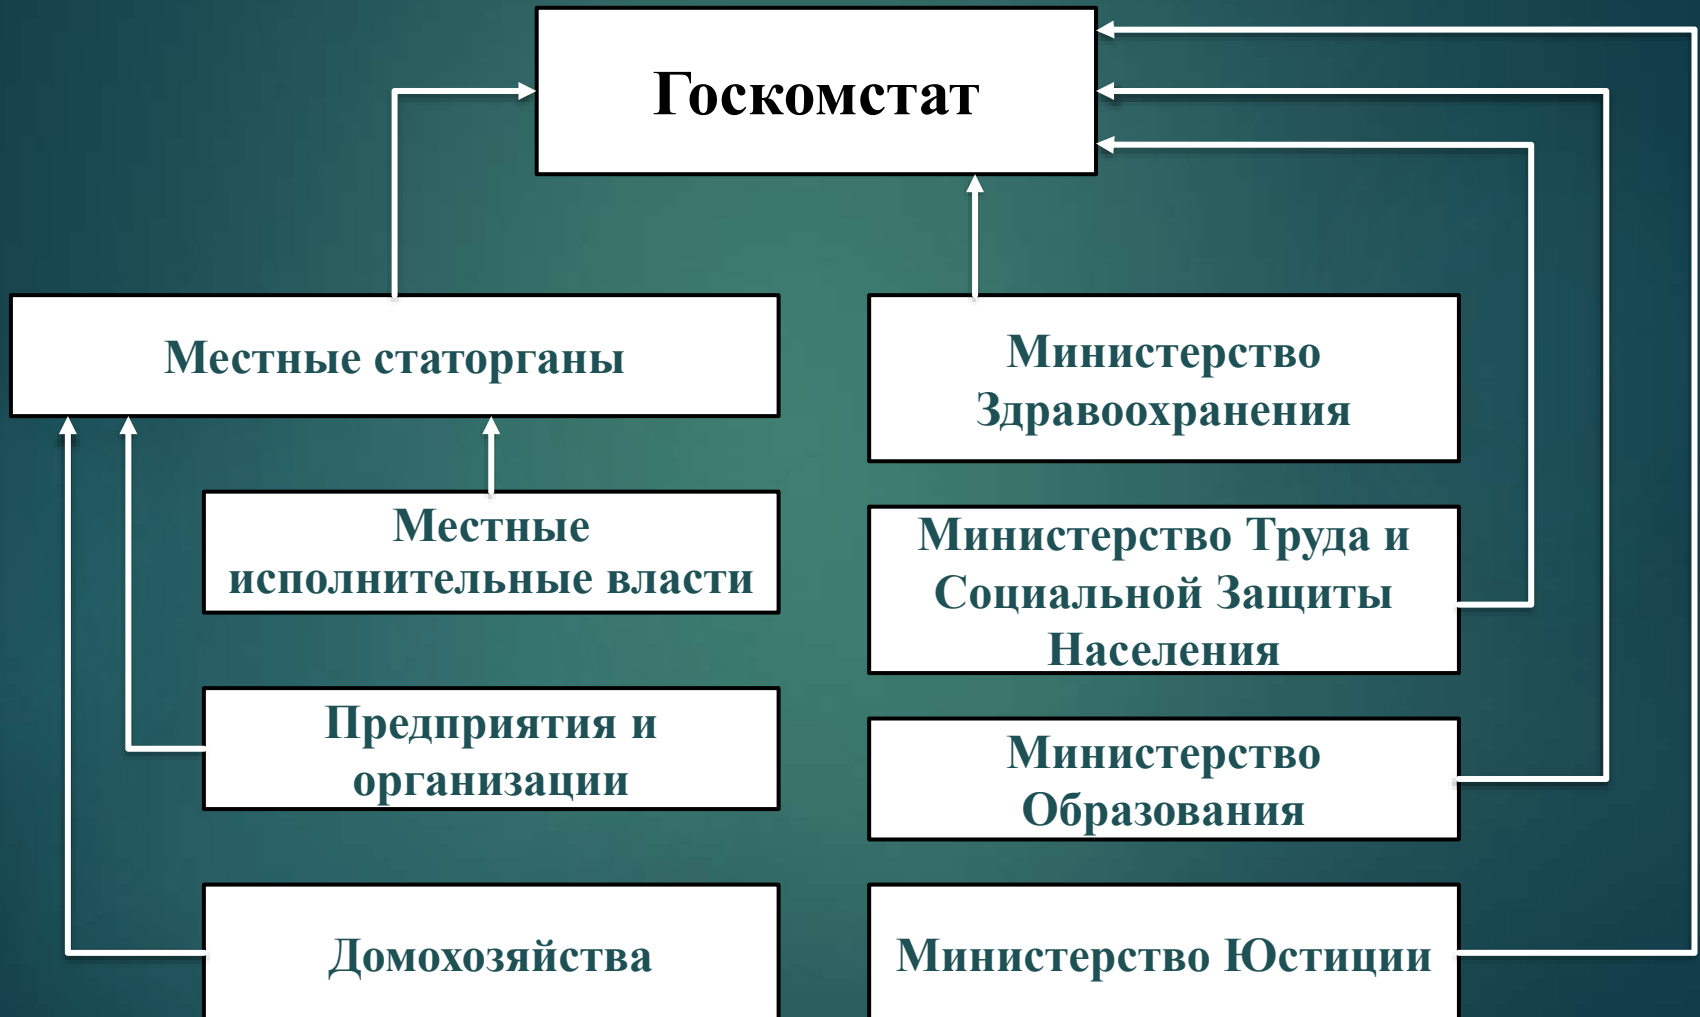 Госкомстат
Местные статорганы
Местные
исполнительные власти
Предприятия и
организации
Домохозяйства
Министерство
Здравоохранения
Министерство Труда и
Социальной Защиты
Населения
Министерство
Образования
Министерство Юстиции